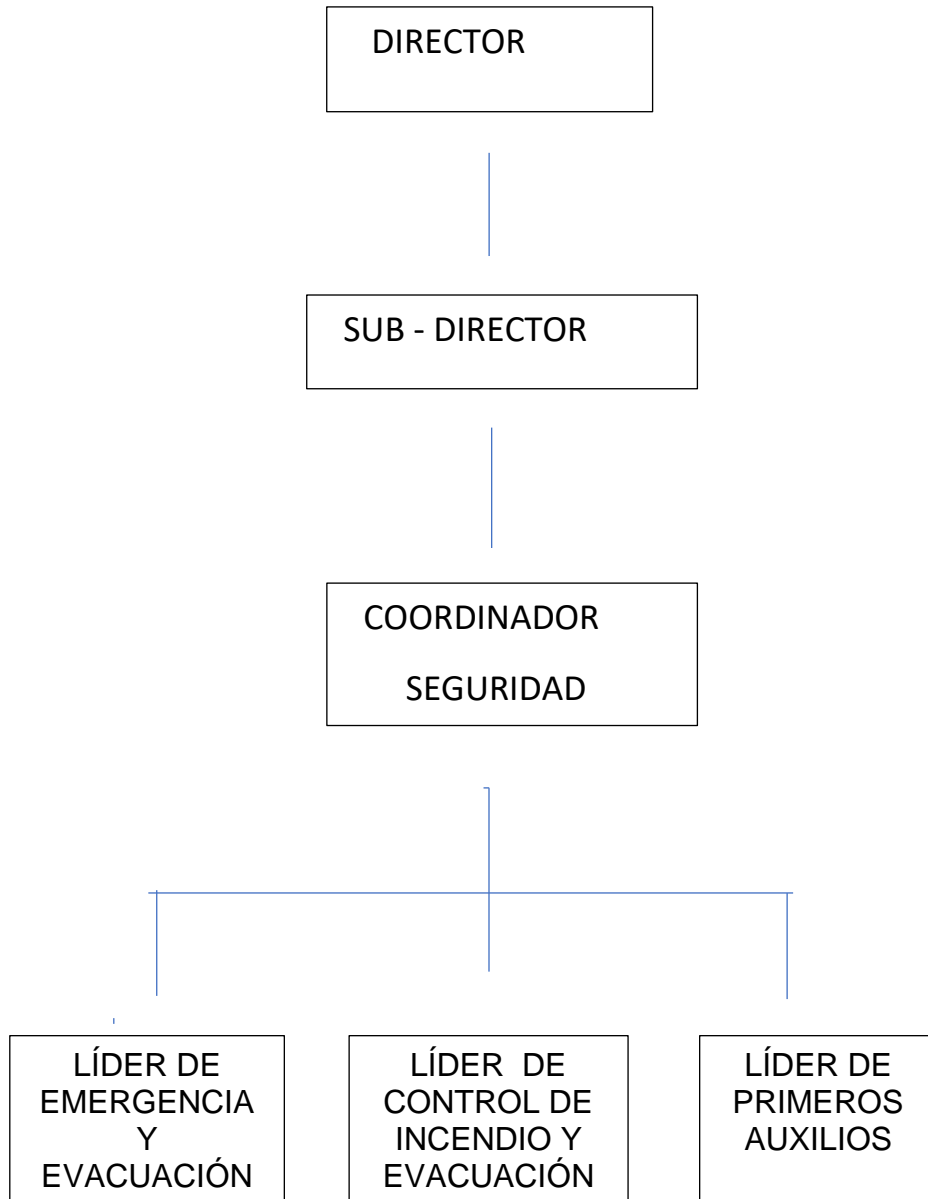 DIRECTOR
SUB - DIRECTOR
COORDINADOR
SEGURIDAD
LÍDER DE
EMERGENCIA
Y
EVACUACIÓN
LÍDER DE
CONTROL DE
INCENDIO Y
EVACUACIÓN
LÍDER DE
PRIMEROS
AUXILIOS